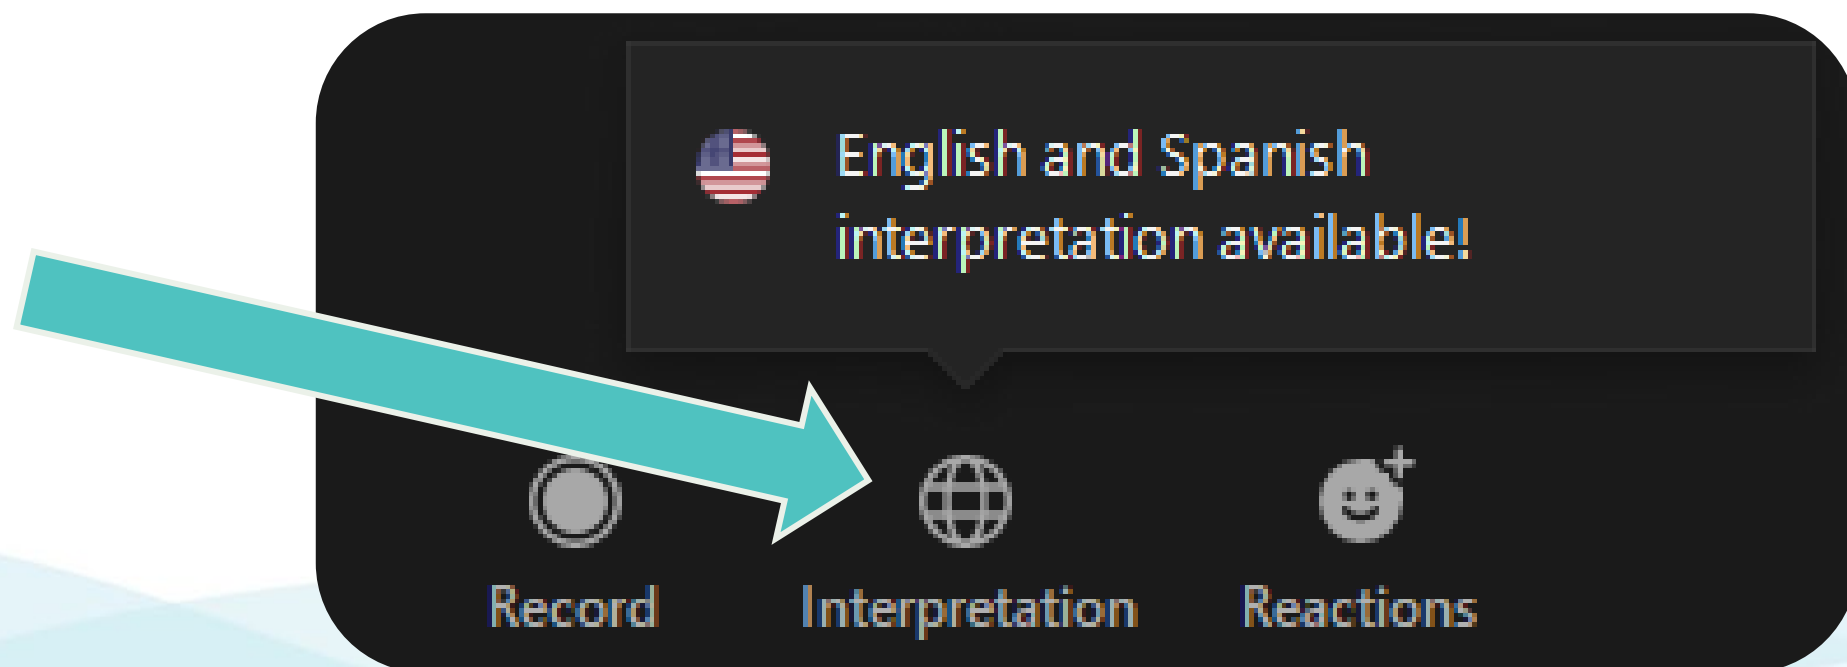 English and Spanish
interpretation available!
Record
Interpretation
Reactions